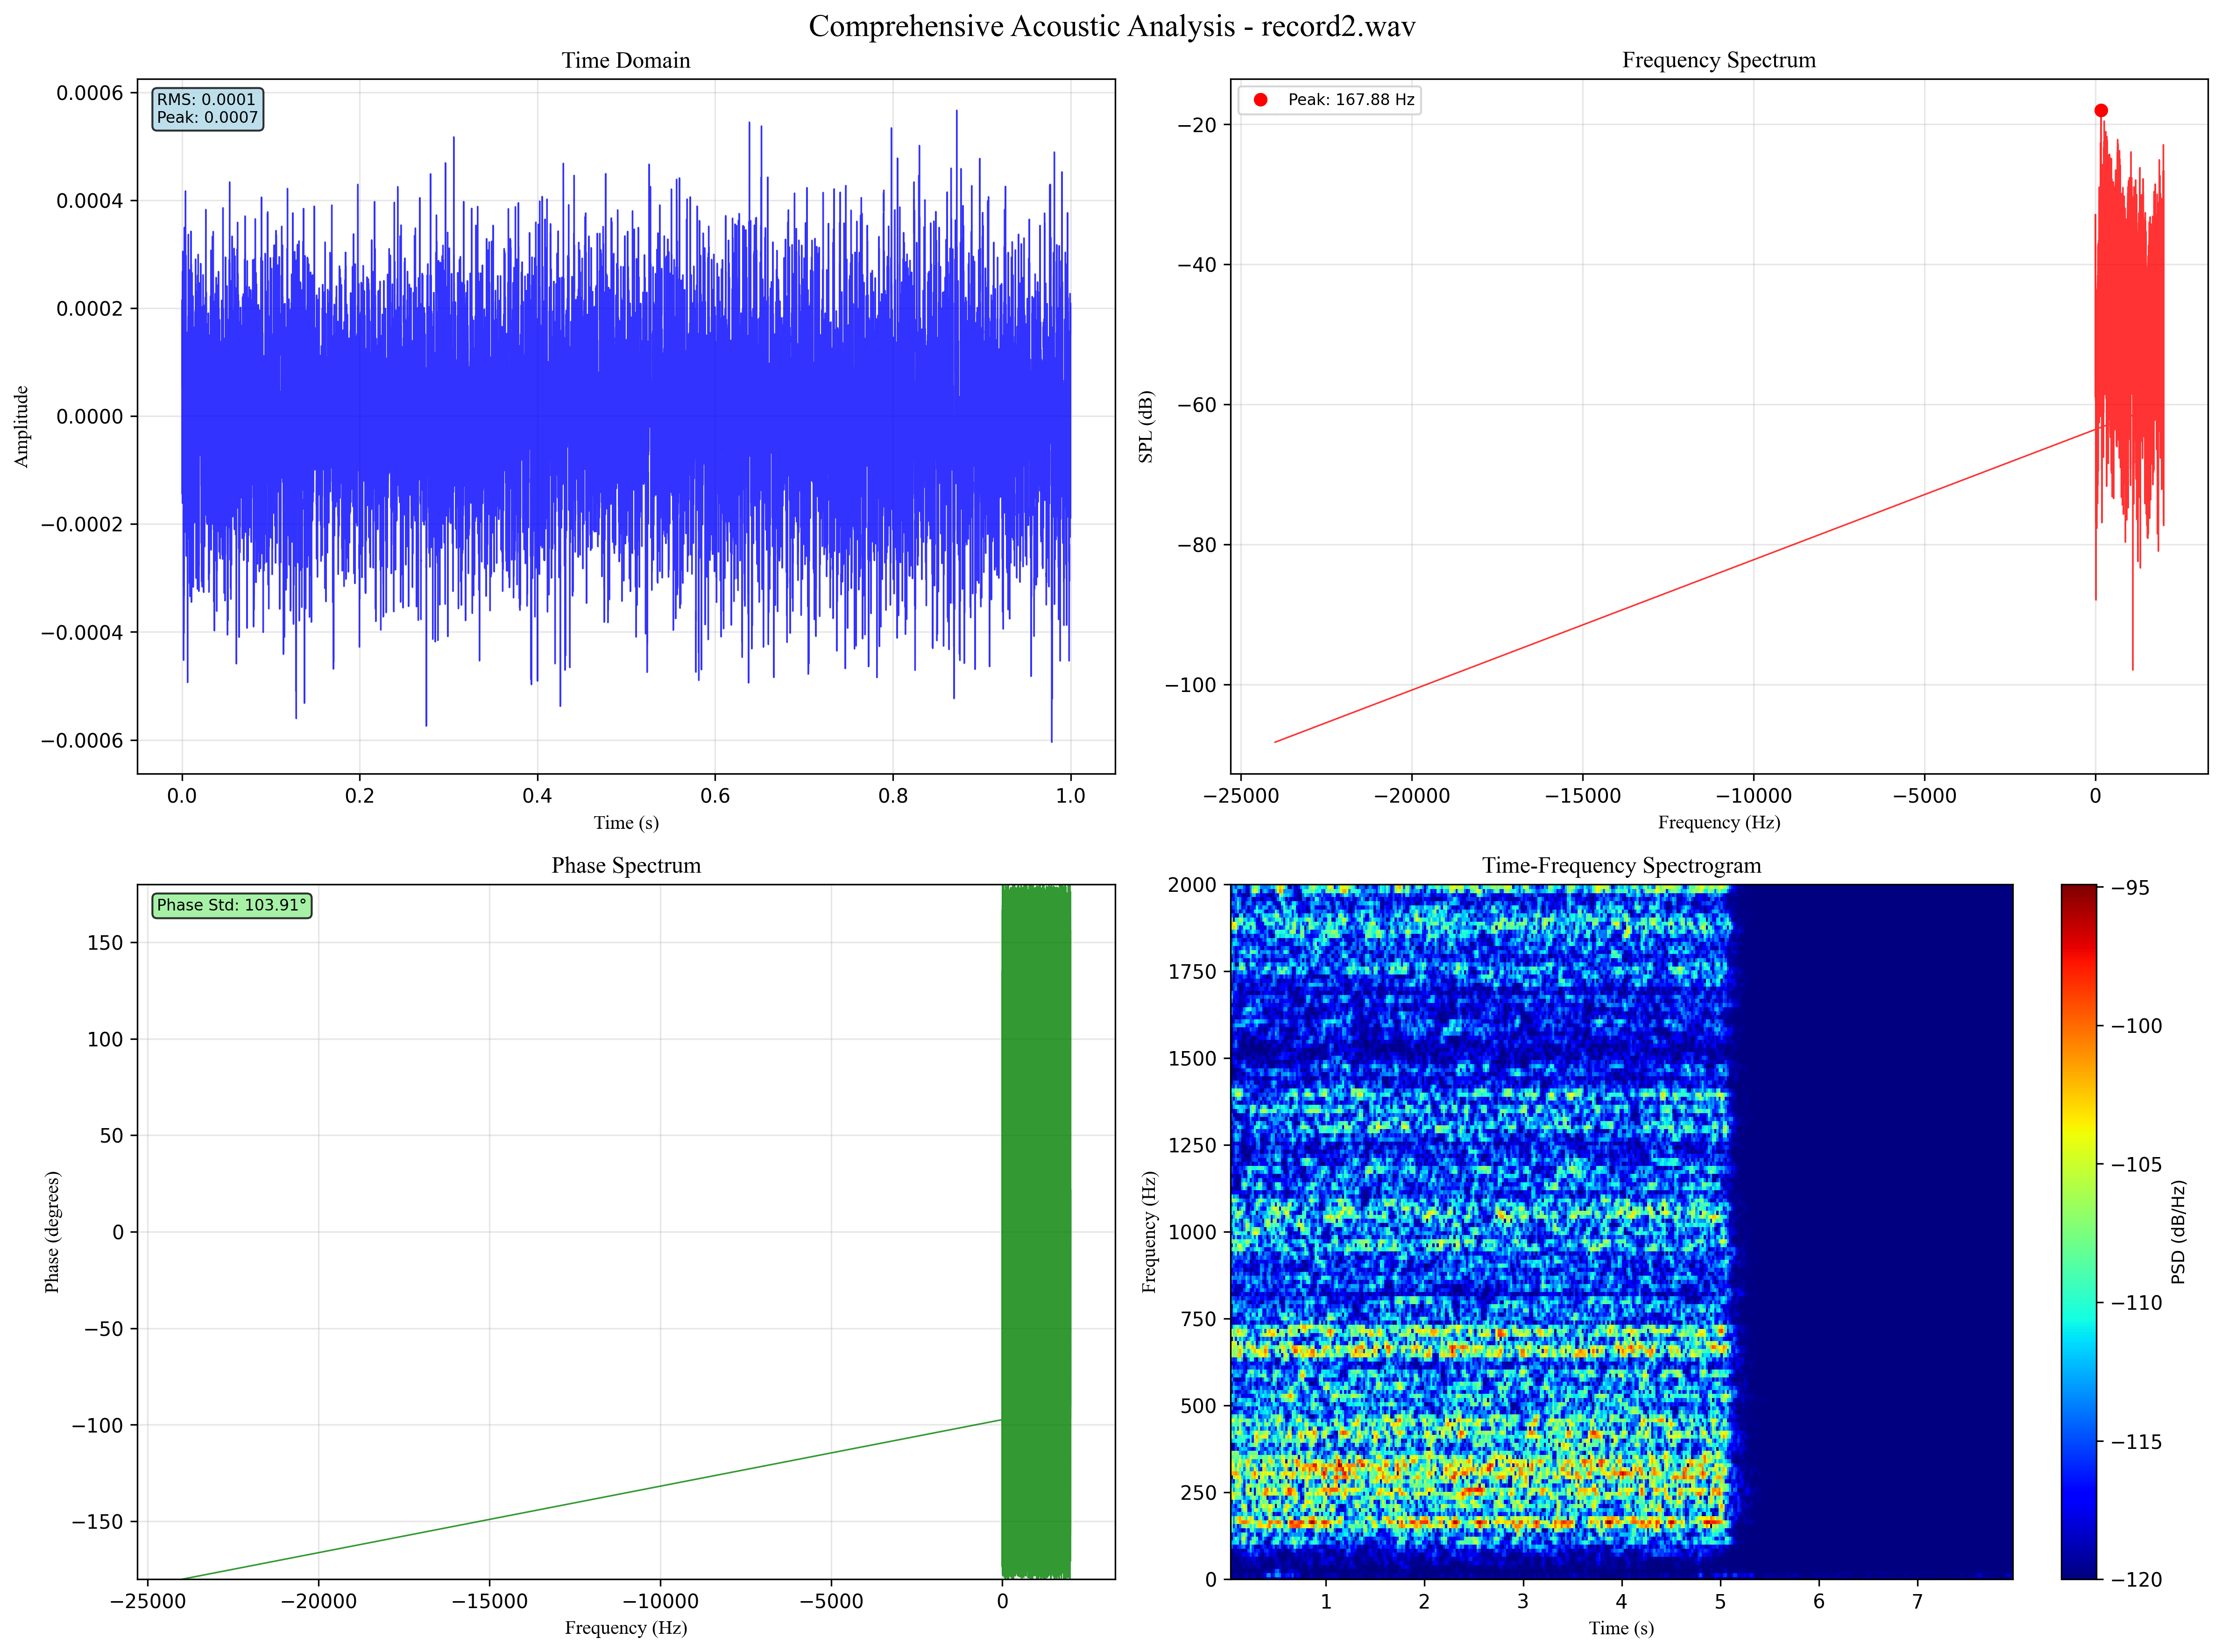 Comprehensive Acoustic Analysis - record2.wav
Time Domain
RMS: 0.0001
Peak: 0.0007
0.0006
0.0004
0.0002
0.0000
−0.0002
−0.0004
−0.0006
Amplitude
0.0 0.2 0.4 0.6 0.8 1.0
Time (s)
Frequency Spectrum
Peak: 167.88 Hz
−20
−40
−60
−80
−100
SPL (dB)
−25000 −20000 −15000 −10000 −5000 0
Frequency (Hz)
Phase Spectrum
Phase Std: 103.91°
150
100
50
0
−50
−100
−150
Phase (degrees)
−25000 −20000 −15000 −10000 −5000 0
Frequency (Hz)
Time-Frequency Spectrogram
2000
1750
1500
1250
1000
750
500
250
0
Frequency (Hz)
1 2 3 4 5 6 7
Time (s)
−95
−100
−105
−110
−115
−120
PSD (dB/Hz)